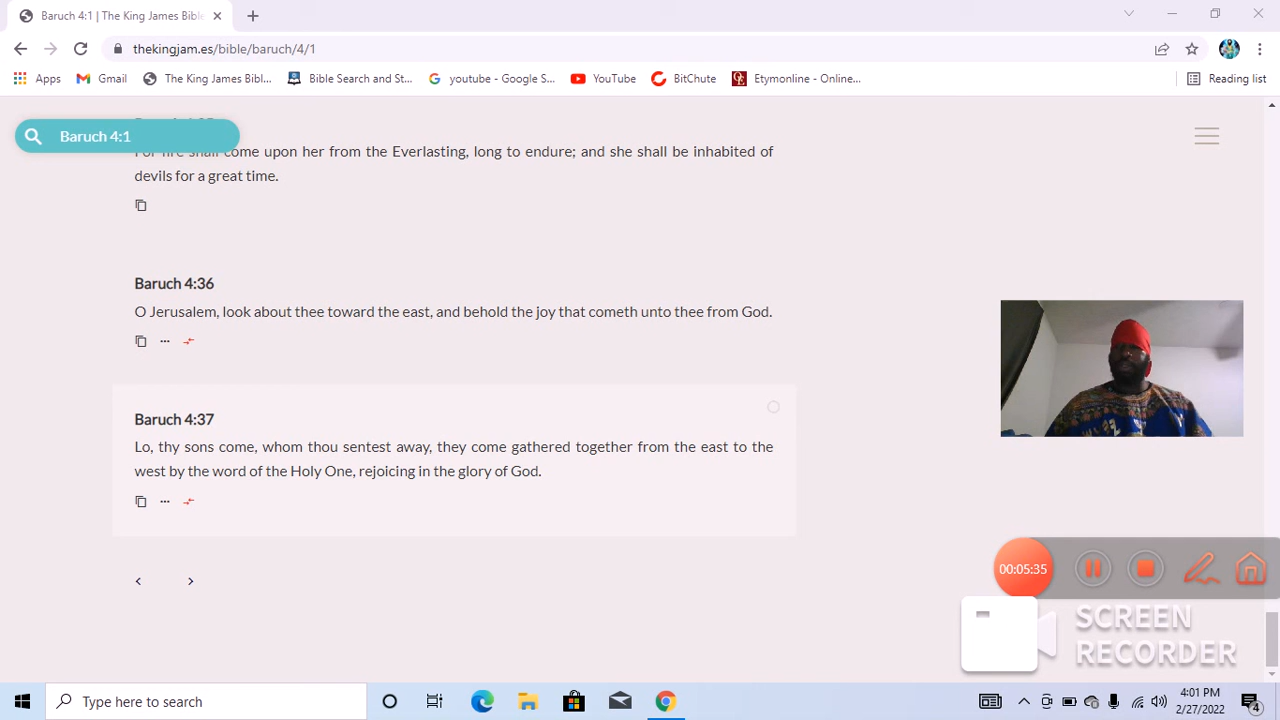 Baruch 4:1 | The King James Bible
thekingjam.es/bible/baruch/4/1
Apps Gmail The King James Bibl... Bible Search and St... youtube - Google S... YouTube BitChute Etymonline - Online... Reading list
Baruch 4:1
For fire shall come upon her from the Everlasting, long to endure; and she shall be inhabited of
devils for a great time.
Baruch 4:36
O Jerusalem, look about thee toward the east, and behold the joy that cometh unto thee from God.
Baruch 4:37
Lo, thy sons come, whom thou sentest away, they come gathered together from the east to the
west by the word of the Holy One, rejoicing in the glory of God.
00:05:35
SCREEN
RECORDER
Type here to search
4:01 PM
2/27/2022
4